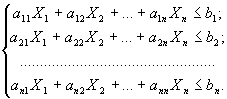 a₁₁X₁ + a₁₂X₂ + ... + a₁ₙXₙ ≤ b₁;
a₂₁X₁ + a₂₂X₂ + ... + a₂ₙXₙ ≤ b₂;
................................................
aₙ₁X₁ + aₙ₂X₂ + ... + aₙₙXₙ ≤ bₙ.